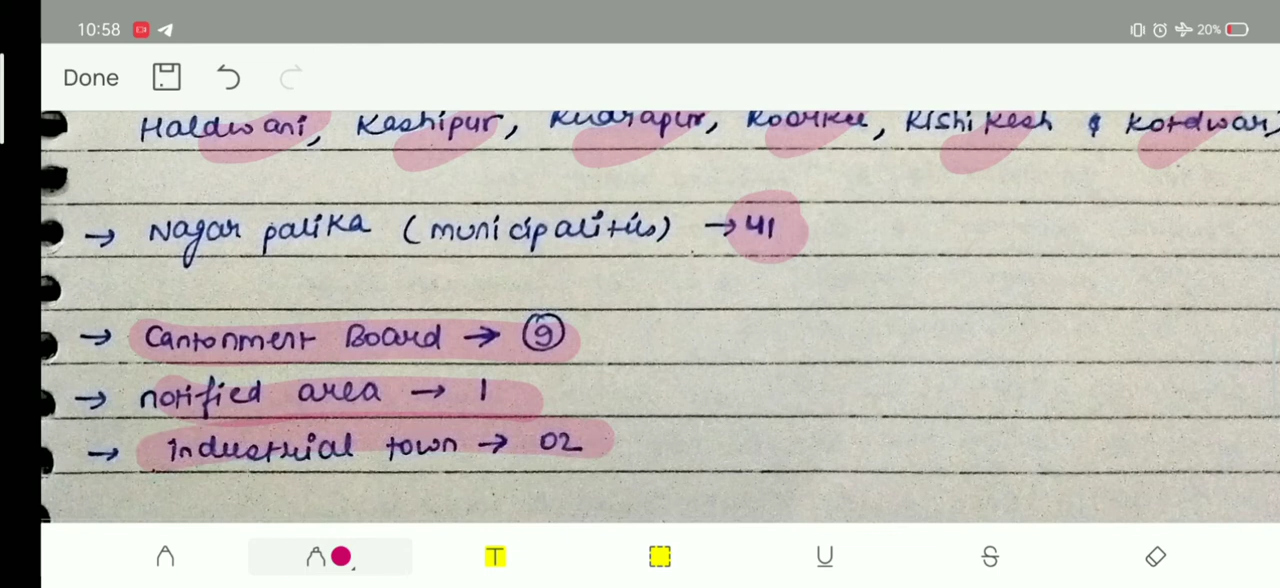 10:58
20%
Done
Haldwani, Kashipur, Rudrapur, Roorkee, Rishikesh & Kotdwar,
→ Nagar palika (municipalities) → 41
→ Cantonment Board → 9
→ notified area → 1
→ industrial town → 02
T
U
S